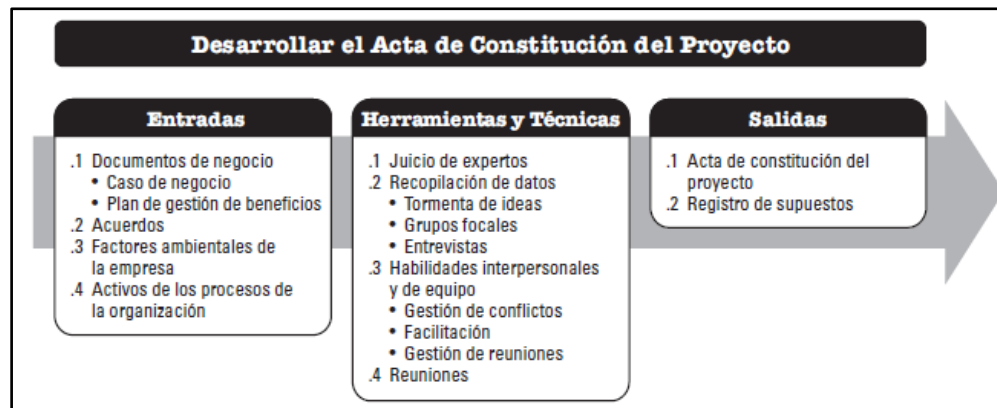 Desarrollar el Acta de Constitución del Proyecto
Entradas
.1 Documentos de negocio
• Caso de negocio
• Plan de gestión de beneficios
.2 Acuerdos
.3 Factores ambientales de
la empresa
.4 Activos de los procesos de
la organización
Herramientas y Técnicas
.1 Juicio de expertos
.2 Recopilación de datos
• Tormenta de ideas
• Grupos focales
• Entrevistas
.3 Habilidades interpersonales
y de equipo
• Gestión de conflictos
• Facilitación
• Gestión de reuniones
.4 Reuniones
Salidas
.1 Acta de constitución del
proyecto
.2 Registro de supuestos